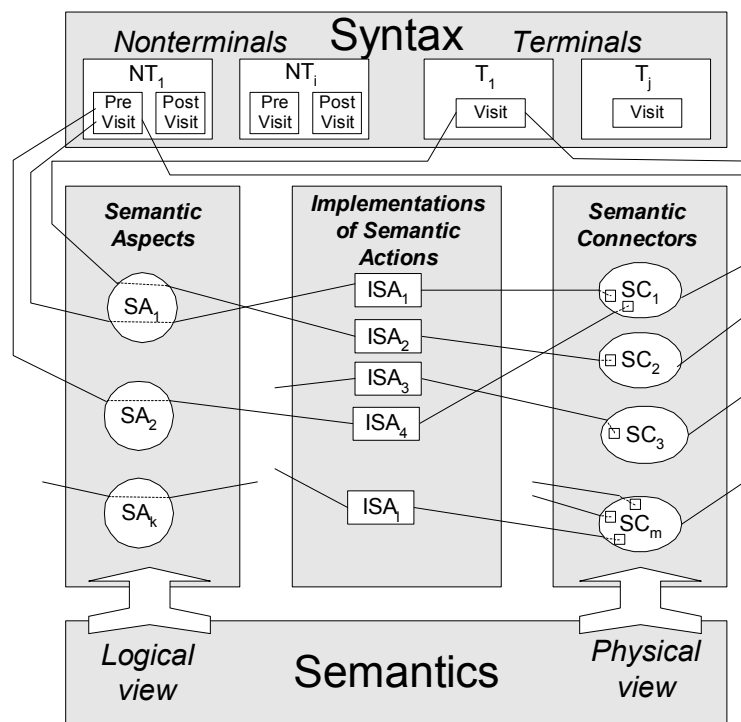 Syntax
Nonterminals
Terminals
NT₁
Pre
Visit
Post
Visit
NTᵢ
Pre
Visit
Post
Visit
T₁
Visit
Tⱼ
Visit
Semantic
Aspects
SA₁
SA₂
SAₖ
Implementations
of Semantic
Actions
ISA₁
ISA₂
ISA₃
ISA₄
ISAₗ
Semantic
Connectors
SC₁
SC₂
SC₃
SCₘ
Logical
view
Semantics
Physical
view